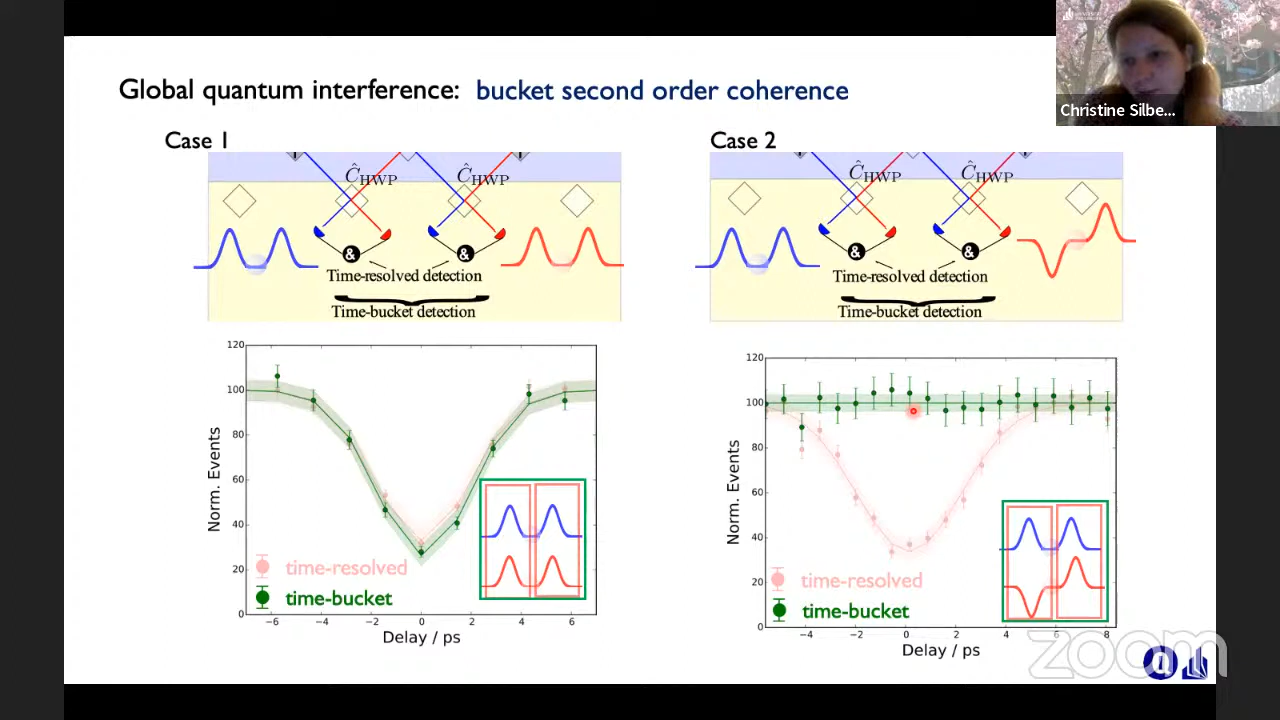 Global quantum interference: bucket second order coherence
Christine Silbe...
Case 1
Ĉ_HWP Ĉ_HWP
& &
Time-resolved detection
Time-bucket detection
120
100
80
60
40
20
0
Norm. Events
time-resolved
time-bucket
−6 −4 −2 0 2 4 6
Delay / ps
Case 2
Ĉ_HWP Ĉ_HWP
& &
Time-resolved detection
Time-bucket detection
120
100
80
60
40
20
0
Norm. Events
time-resolved
time-bucket
−4 −2 0 2 4 6 8
Delay / ps
zoom